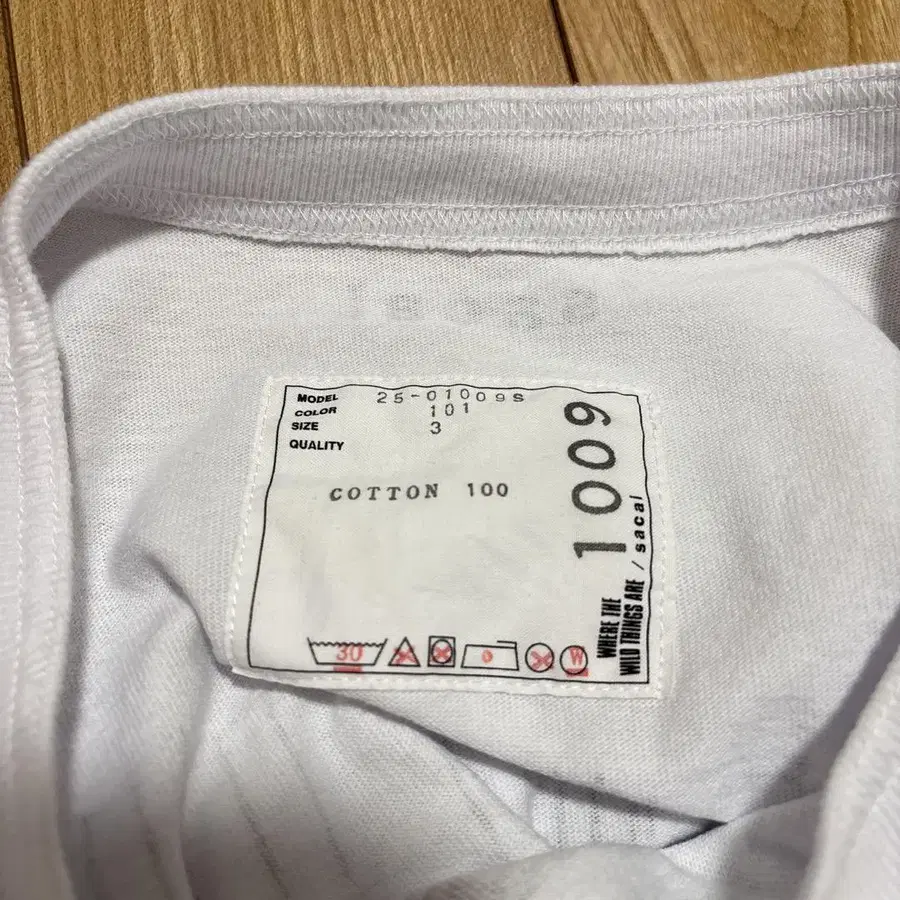 MODEL 25-01009S
COLOR 101
SIZE 3
QUALITY
COTTON 100
1009
WHERE THE
WILD THINGS ARE / sacai
30
W